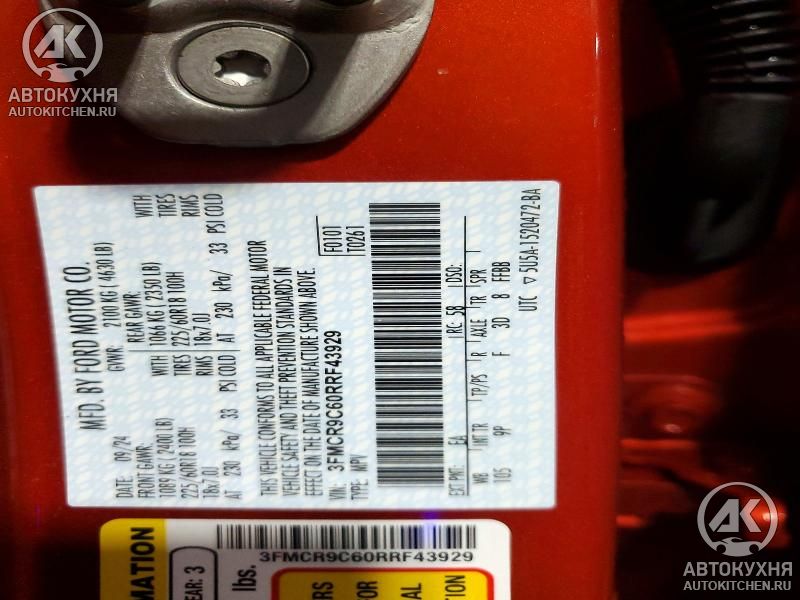 АК
АВТОКУХНЯ
AUTOKITCHEN.RU
MFD. BY FORD MOTOR CO.
DATE: 09/24 GVWR: 2100 KG ( 4630 LB)
FRONT GAWR: REAR GAWR: WITH
1089 KG ( 2400 LB) WITH 1066 KG ( 2350 LB) TIRES
225/60R18 100H TIRES 225/60R18 100H RIMS
18x7.0J RIMS 18x7.0J
AT 230 kPa/ 33 PSI COLD AT 230 kPa/ 33 PSI COLD
THIS VEHICLE CONFORMS TO ALL APPLICABLE FEDERAL MOTOR
VEHICLE SAFETY AND THEFT PREVENTION STANDARDS IN
EFFECT ON THE DATE OF MANUFACTURE SHOWN ABOVE.
VIN: 3FMCR9C60RRF43929 F0101
TYPE: MPV T0261
EXT PNT: EA RC: 58 DSO:
WB INT TR TP/PS R AXLE TR SPR
105 9P F 3D 8 FFBB
UTC ▽ 5U5A-1520472-BA
3FMCR9C60RRF43929
MATION
EAR: 3
lbs.
АК
АВТОКУХНЯ
AUTOKITCHEN.RU